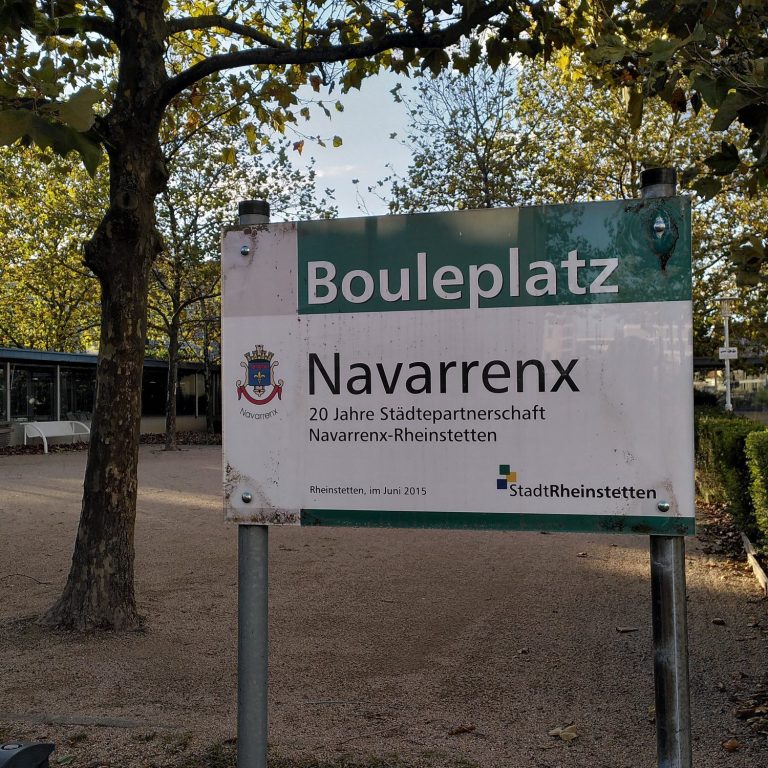 Bouleplatz
Navarrenx
Navarrenx
20 Jahre Städtepartnerschaft
Navarrenx-Rheinstetten
Rheinstetten, im Juni 2015
StadtRheinstetten